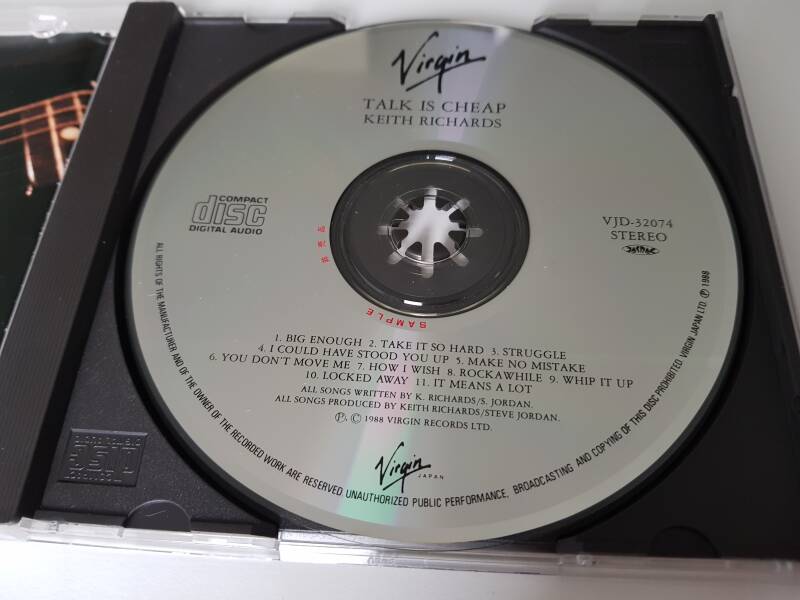 Virgin
TALK IS CHEAP
KEITH RICHARDS
COMPACT
disc
DIGITAL AUDIO
VJD-32074
STEREO
JASRAC
SAMPLE
1. BIG ENOUGH 2. TAKE IT SO HARD 3. STRUGGLE
4. I COULD HAVE STOOD YOU UP 5. MAKE NO MISTAKE
6. YOU DON'T MOVE ME 7. HOW I WISH 8. ROCKAWHILE 9. WHIP IT UP
10. LOCKED AWAY 11. IT MEANS A LOT
ALL SONGS WRITTEN BY K. RICHARDS/S. JORDAN.
ALL SONGS PRODUCED BY KEITH RICHARDS/STEVE JORDAN.
℗, © 1988 VIRGIN RECORDS LTD.
Virgin
JAPAN
ALL RIGHTS OF THE MANUFACTURER AND OF THE OWNER OF THE RECORDED WORK ARE RESERVED. UNAUTHORIZED PUBLIC PERFORMANCE, BROADCASTING AND COPYING OF THIS DISC PROHIBITED. VIRGIN JAPAN LTD. ℗ 1988